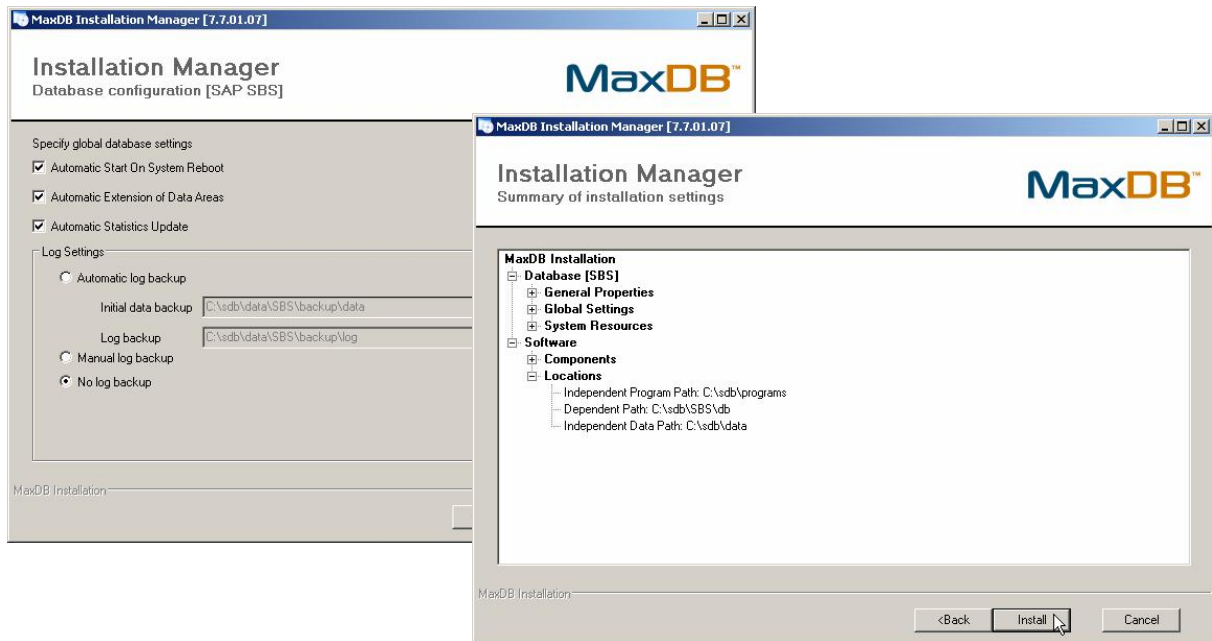 MaxDB Installation Manager [7.7.01.07]
Installation Manager
Database configuration [SAP SBS]
MaxDB™
Specify global database settings
Automatic Start On System Reboot
Automatic Extension of Data Areas
Automatic Statistics Update
Log Settings
Automatic log backup
Initial data backup C:\sdb\data\SBS\backup\data
Log backup C:\sdb\data\SBS\backup\log
Manual log backup
No log backup
MaxDB Installation
MaxDB Installation Manager [7.7.01.07]
Installation Manager
Summary of installation settings
MaxDB™
MaxDB Installation
Database [SBS]
General Properties
Global Settings
System Resources
Software
Components
Locations
Independent Program Path: C:\sdb\programs
Dependent Path: C:\sdb\SBS\db
Independent Data Path: C:\sdb\data
MaxDB Installation
<Back Install Cancel